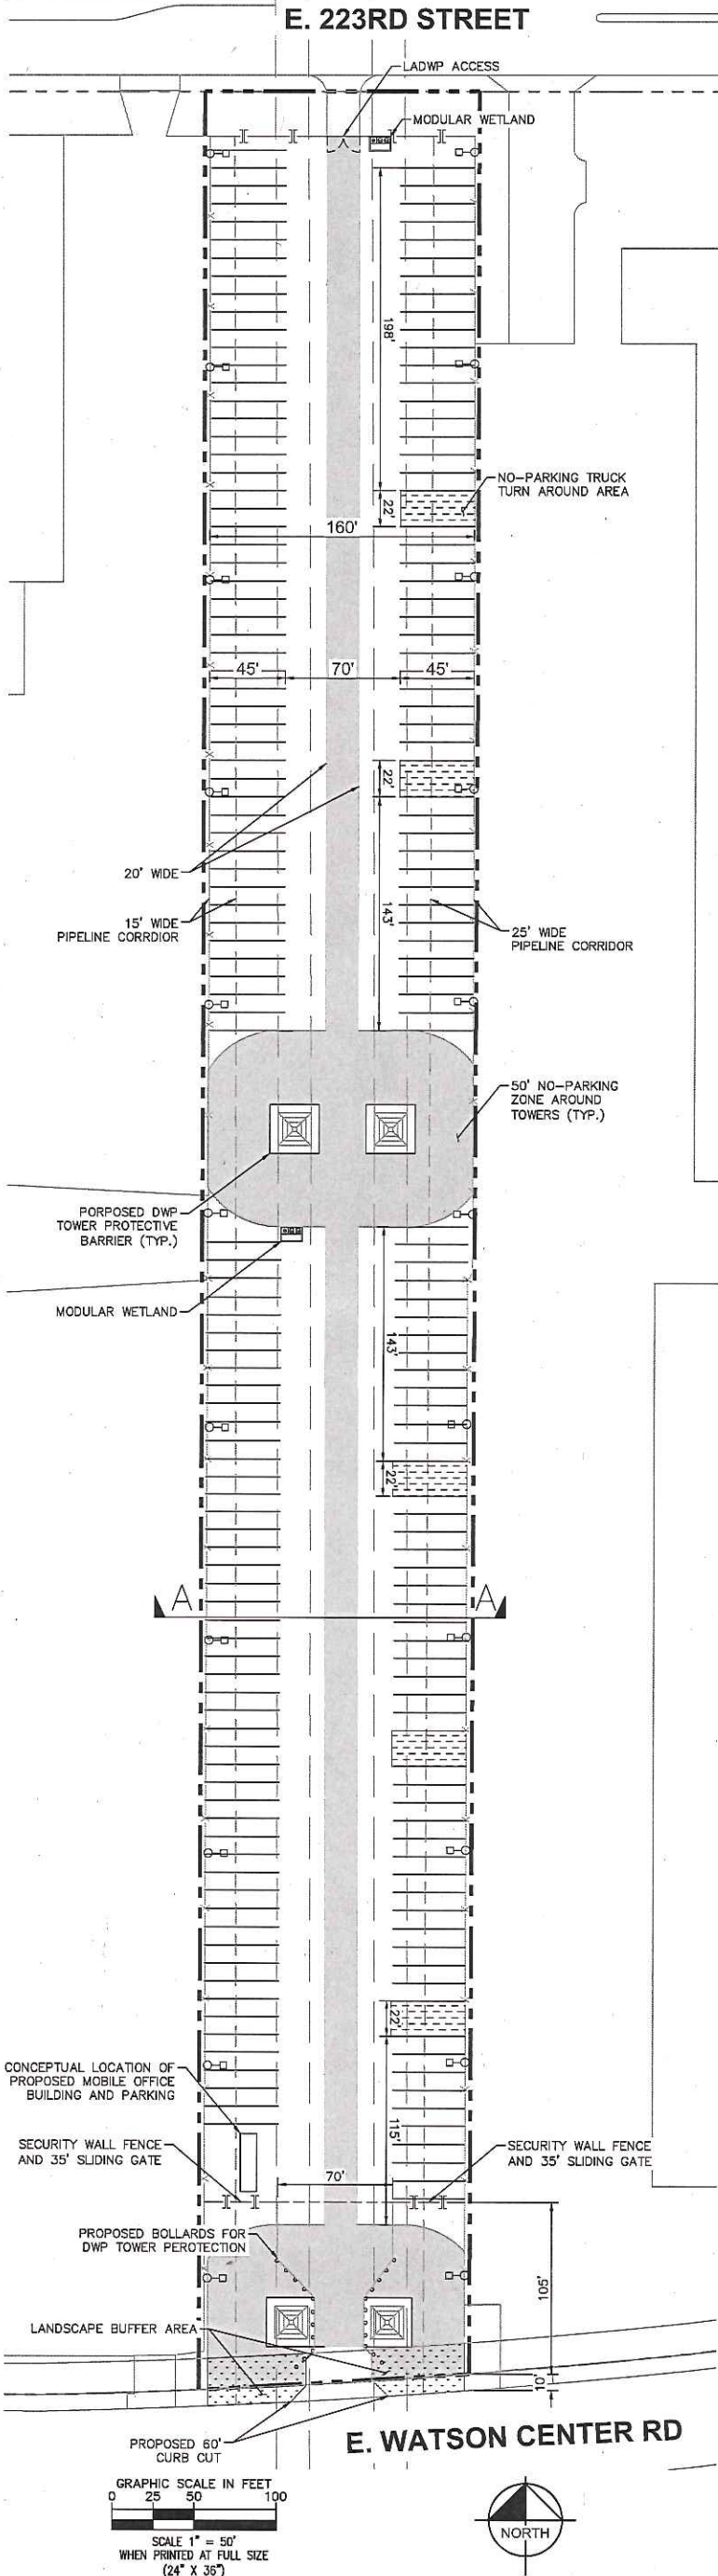 E. 223RD STREET
LADWP ACCESS
MODULAR WETLAND
198'
NO-PARKING TRUCK
TURN AROUND AREA
22'
160'
45'
70'
45'
22'
20' WIDE
143'
15' WIDE
PIPELINE CORRDIOR
25' WIDE
PIPELINE CORRIDOR
50' NO-PARKING
ZONE AROUND
TOWERS (TYP.)
PORPOSED DWP
TOWER PROTECTIVE
BARRIER (TYP.)
MODULAR WETLAND
143'
22'
A
A
22'
CONCEPTUAL LOCATION OF
PROPOSED MOBILE OFFICE
BUILDING AND PARKING
115'
SECURITY WALL FENCE
AND 35' SLIDING GATE
SECURITY WALL FENCE
AND 35' SLIDING GATE
70'
PROPOSED BOLLARDS FOR
DWP TOWER PEROTECTION
105'
LANDSCAPE BUFFER AREA
10'
PROPOSED 60'
CURB CUT
E. WATSON CENTER RD
GRAPHIC SCALE IN FEET
0 25 50 100
SCALE 1" = 50'
WHEN PRINTED AT FULL SIZE
(24" X 36")
NORTH